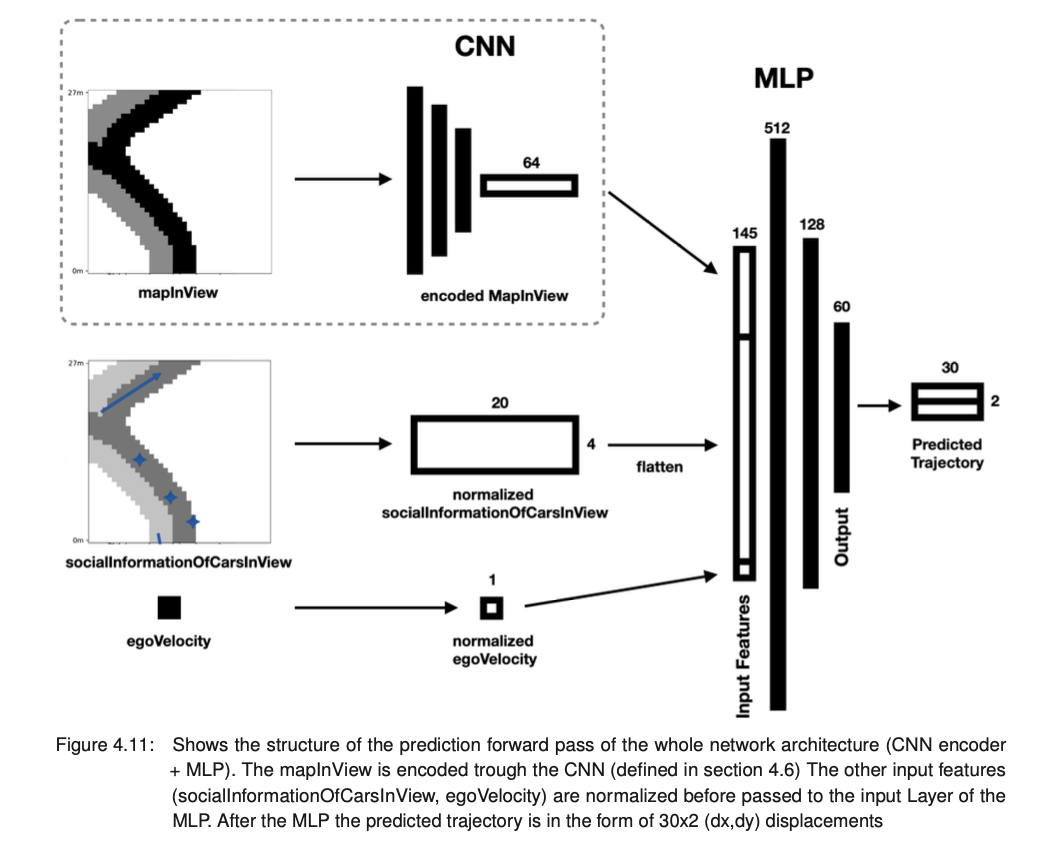 CNN
27m
0m
mapInView
64
encoded MapInView
MLP
512
145
128
60
30
2
Predicted
Trajectory
Output
Input Features
27m
0m
socialInformationOfCarsInView
20
4
flatten
normalized
socialInformationOfCarsInView
egoVelocity
1
normalized
egoVelocity
Figure 4.11: Shows the structure of the prediction forward pass of the whole network architecture (CNN encoder
+ MLP). The mapInView is encoded trough the CNN (defined in section 4.6) The other input features
(socialInformationOfCarsInView, egoVelocity) are normalized before passed to the input Layer of the
MLP. After the MLP the predicted trajectory is in the form of 30x2 (dx,dy) displacements